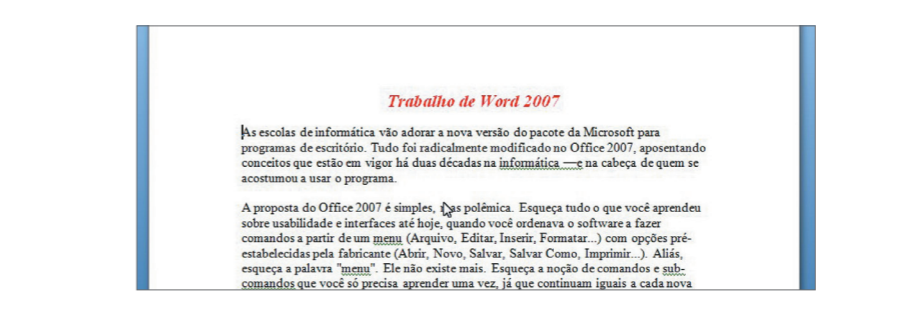 Trabalho de Word 2007
As escolas de informática vão adorar a nova versão do pacote da Microsoft para
programas de escritório. Tudo foi radicalmente modificado no Office 2007, aposentando
conceitos que estão em vigor há duas décadas na informática —e na cabeça de quem se
acostumou a usar o programa.
A proposta do Office 2007 é simples, mas polêmica. Esqueça tudo o que você aprendeu
sobre usabilidade e interfaces até hoje, quando você ordenava o software a fazer
comandos a partir de um menu (Arquivo, Editar, Inserir, Formatar...) com opções pré-
estabelecidas pela fabricante (Abrir, Novo, Salvar, Salvar Como, Imprimir...). Aliás,
esqueça a palavra "menu". Ele não existe mais. Esqueça a noção de comandos e sub-
comandos que você só precisa aprender uma vez, já que continuam iguais a cada nova